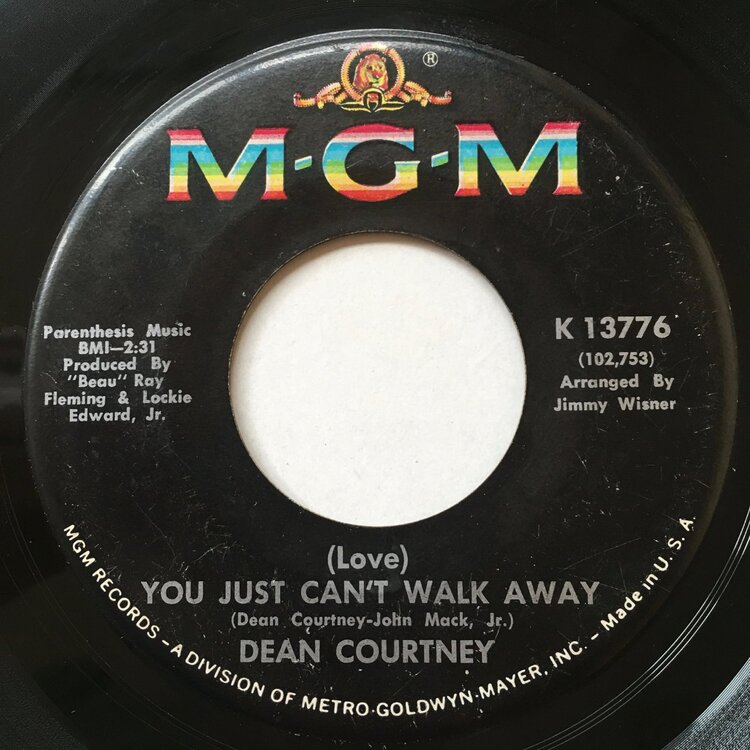 ®
M·G·M
Parenthesis Music
BMI—2:31
Produced By
"Beau" Ray
Fleming & Lockie
Edward, Jr.
K 13776
(102,753)
Arranged By
Jimmy Wisner
(Love)
YOU JUST CAN'T WALK AWAY
(Dean Courtney-John Mack, Jr.)
DEAN COURTNEY
MGM RECORDS – A DIVISION OF METRO-GOLDWYN-MAYER, INC. – Made in U. S. A.